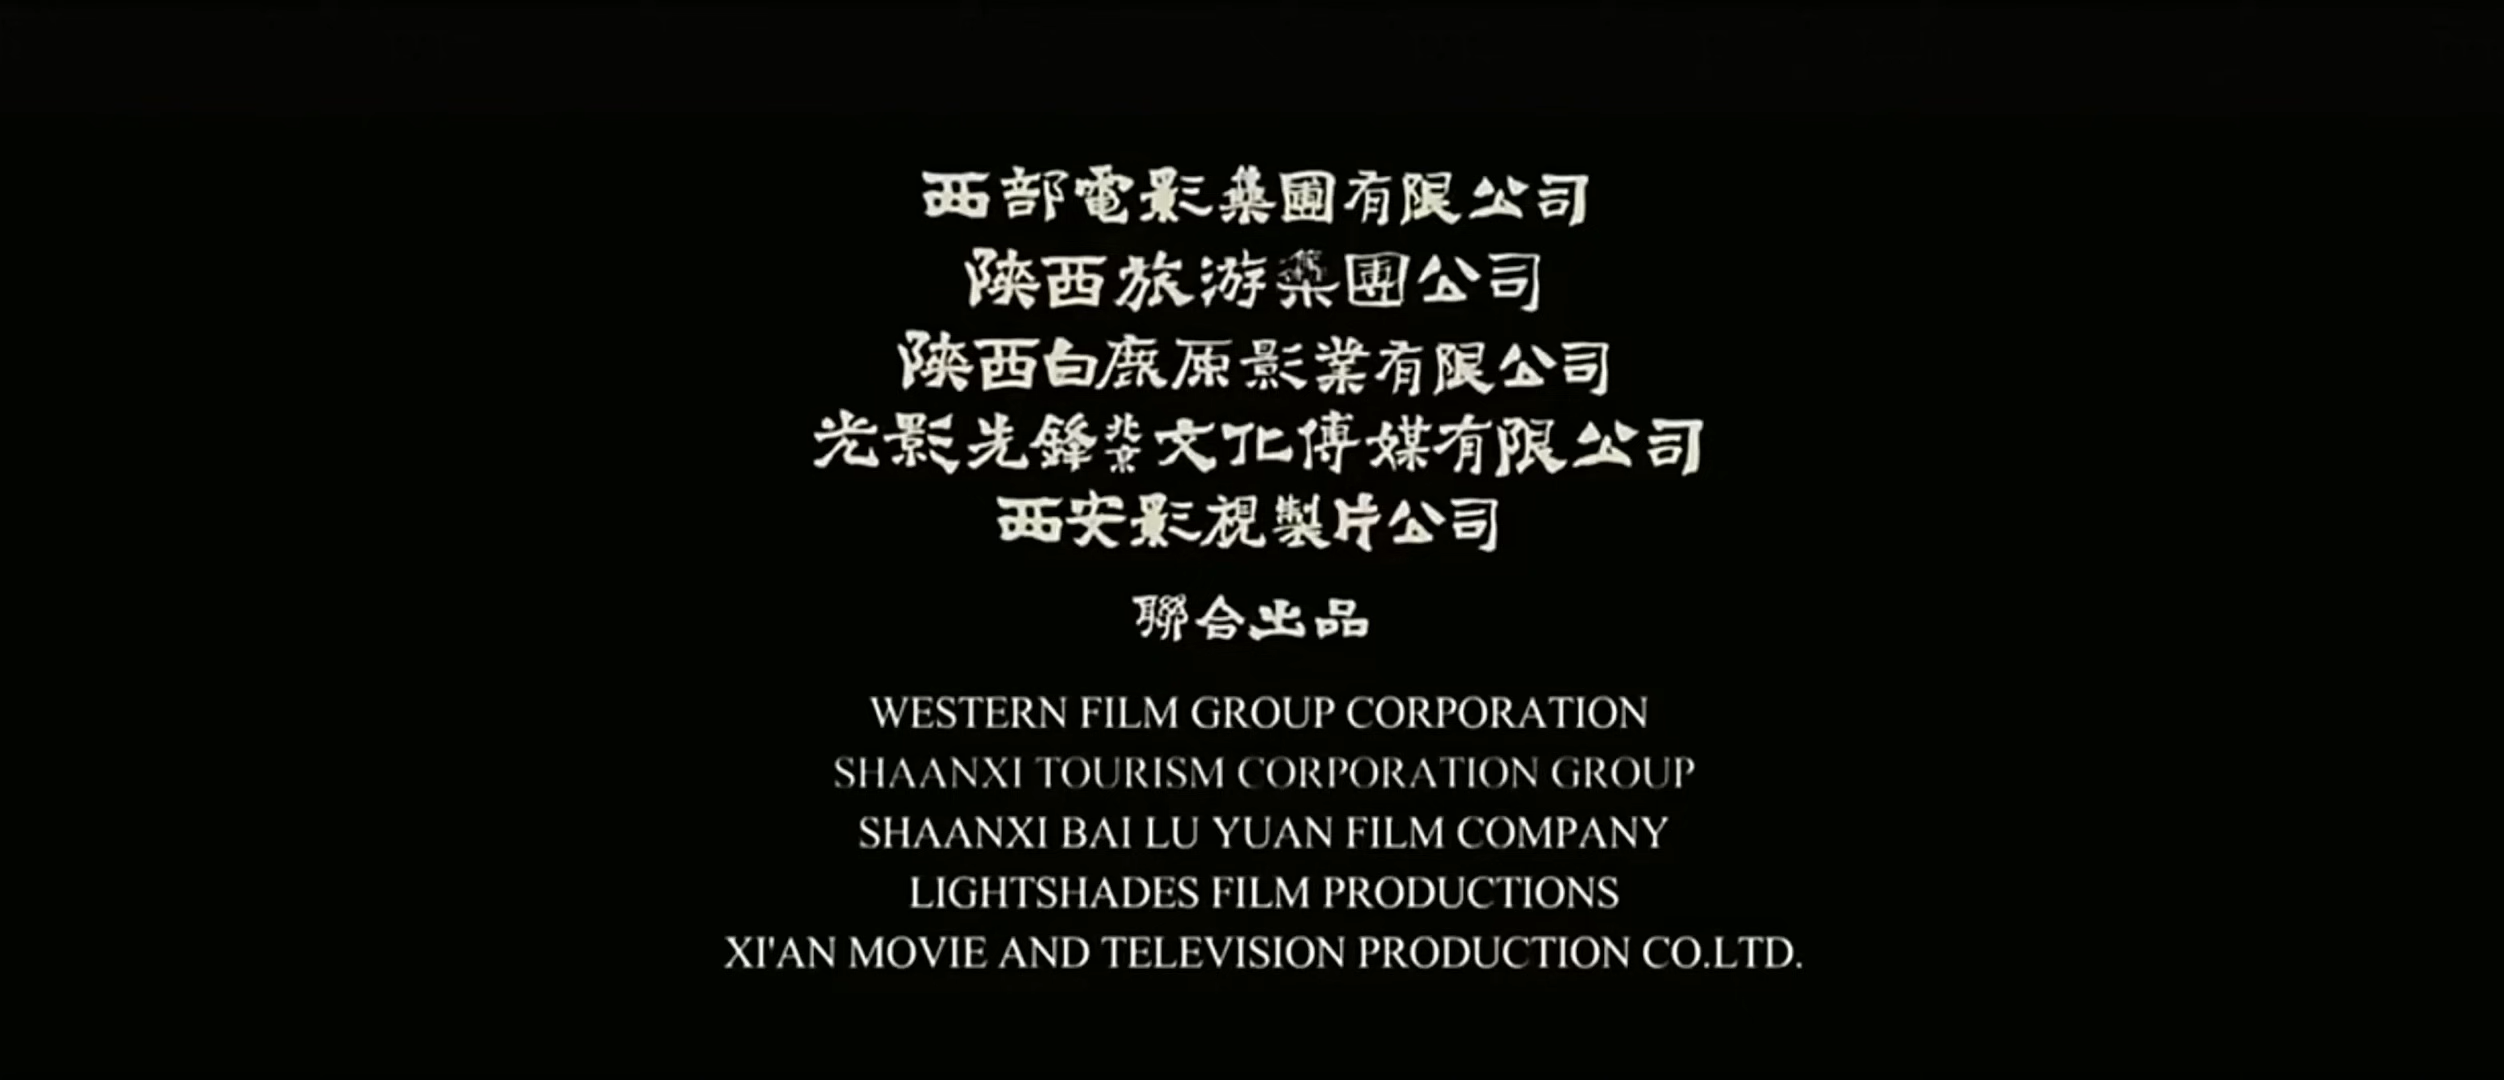 西部電影集團有限公司
陝西旅游集團公司
陝西白鹿原影業有限公司
光影先鋒北京文化傳媒有限公司
西安影視製片公司
聯合出品
WESTERN FILM GROUP CORPORATION
SHAANXI TOURISM CORPORATION GROUP
SHAANXI BAI LU YUAN FILM COMPANY
LIGHTSHADES FILM PRODUCTIONS
XI'AN MOVIE AND TELEVISION PRODUCTION CO.LTD.